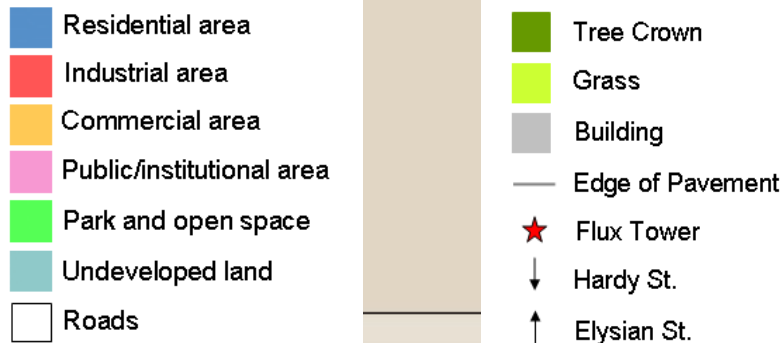 Residential area
Industrial area
Commercial area
Public/institutional area
Park and open space
Undeveloped land
Roads
Tree Crown
Grass
Building
Edge of Pavement
Flux Tower
Hardy St.
Elysian St.